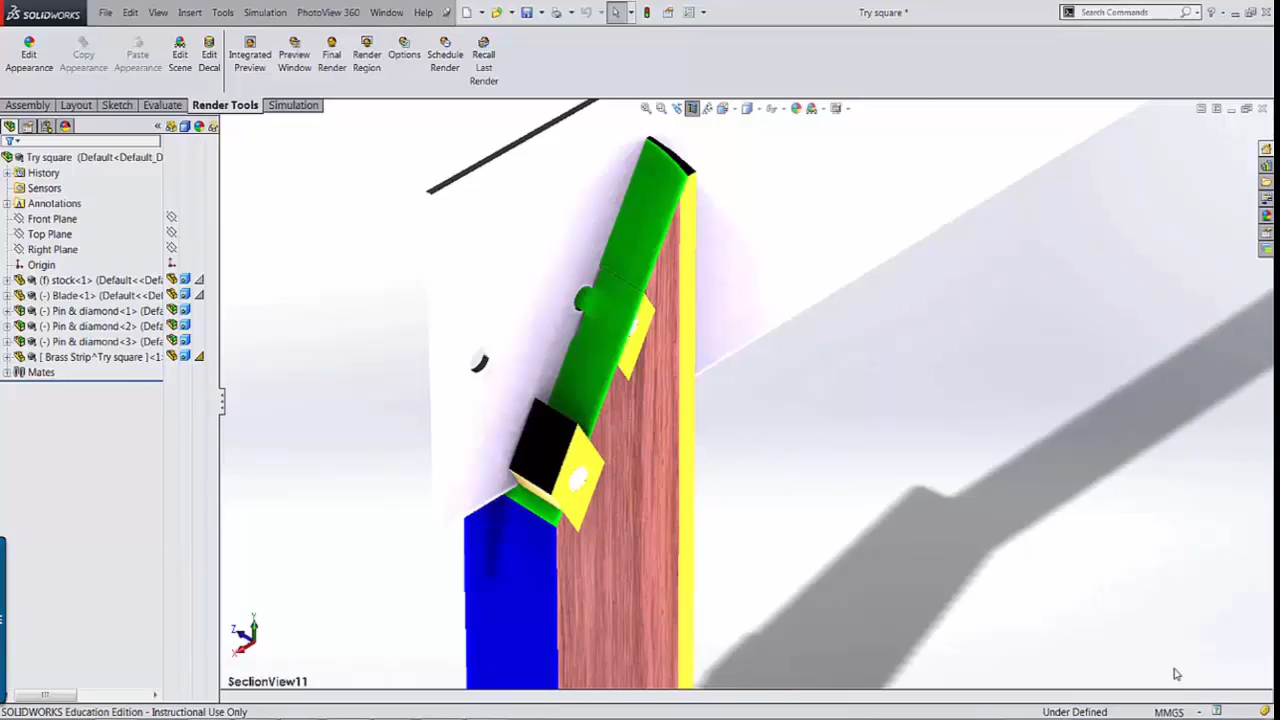 SOLIDWORKS File Edit View Insert Tools Simulation PhotoView 360 Window Help Try square * Search Commands
Edit Appearance
Copy Appearance
Paste Appearance
Edit Scene
Edit Decal
Integrated Preview
Preview Window
Final Render
Render Region
Options
Schedule Render
Recall Last Render
Assembly Layout Sketch Evaluate Render Tools Simulation
Try square (Default<Default_D
History
Sensors
Annotations
Front Plane
Top Plane
Right Plane
Origin
(f) stock<1> (Default<<Defa
(-) Blade<1> (Default<<Def
(-) Pin & diamond<1> (Defa
(-) Pin & diamond<2> (Defa
(-) Pin & diamond<3> (Defa
[ Brass Strip^Try square ]<1>
Mates
Y
Z
X
SectionView11
SOLIDWORKS Education Edition - Instructional Use Only Under Defined MMGS